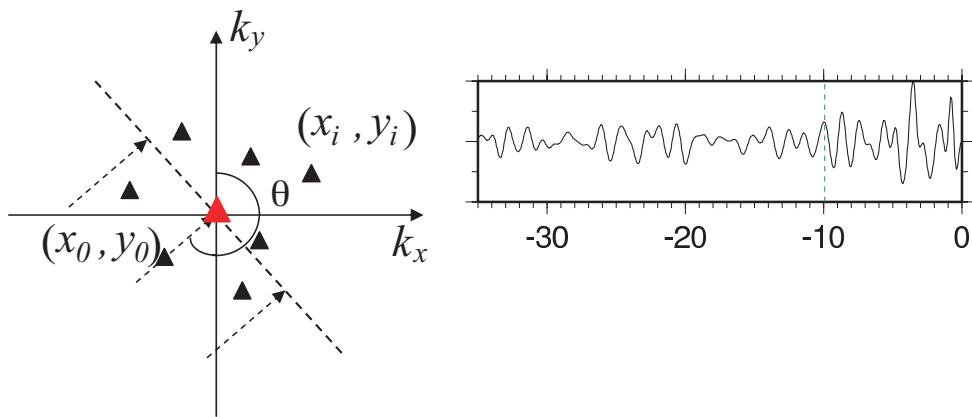 k_y
(x_i , y_i)
θ
(x_0 , y_0)
k_x
-30 -20 -10 0